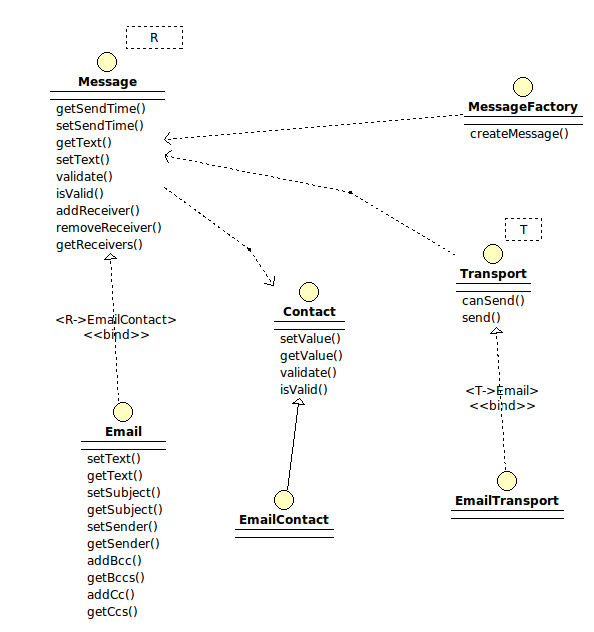 R
Message
getSendTime()
setSendTime()
getText()
setText()
validate()
isValid()
addReceiver()
removeReceiver()
getReceivers()
MessageFactory
createMessage()
T
Transport
canSend()
send()
Contact
setValue()
getValue()
validate()
isValid()
<R->EmailContact>
<<bind>>
<T->Email>
<<bind>>
Email
setText()
getText()
setSubject()
getSubject()
setSender()
getSender()
addBcc()
getBccs()
addCc()
getCcs()
EmailContact
EmailTransport